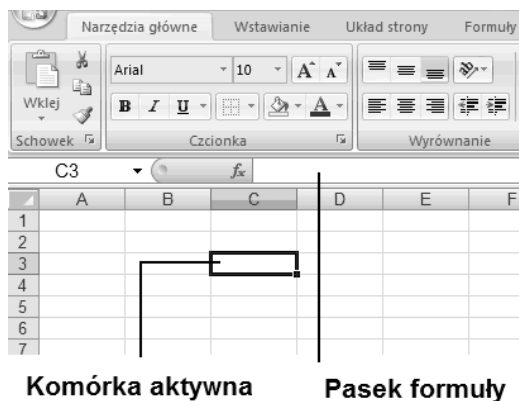 Narzędzia główne Wstawianie Układ strony Formuły
Wklej Arial 10 A A
B I U A
Schowek Czcionka Wyrównanie
C3 fx
A B C D E F
1
2
3
4
5
6
7
Komórka aktywna Pasek formuły